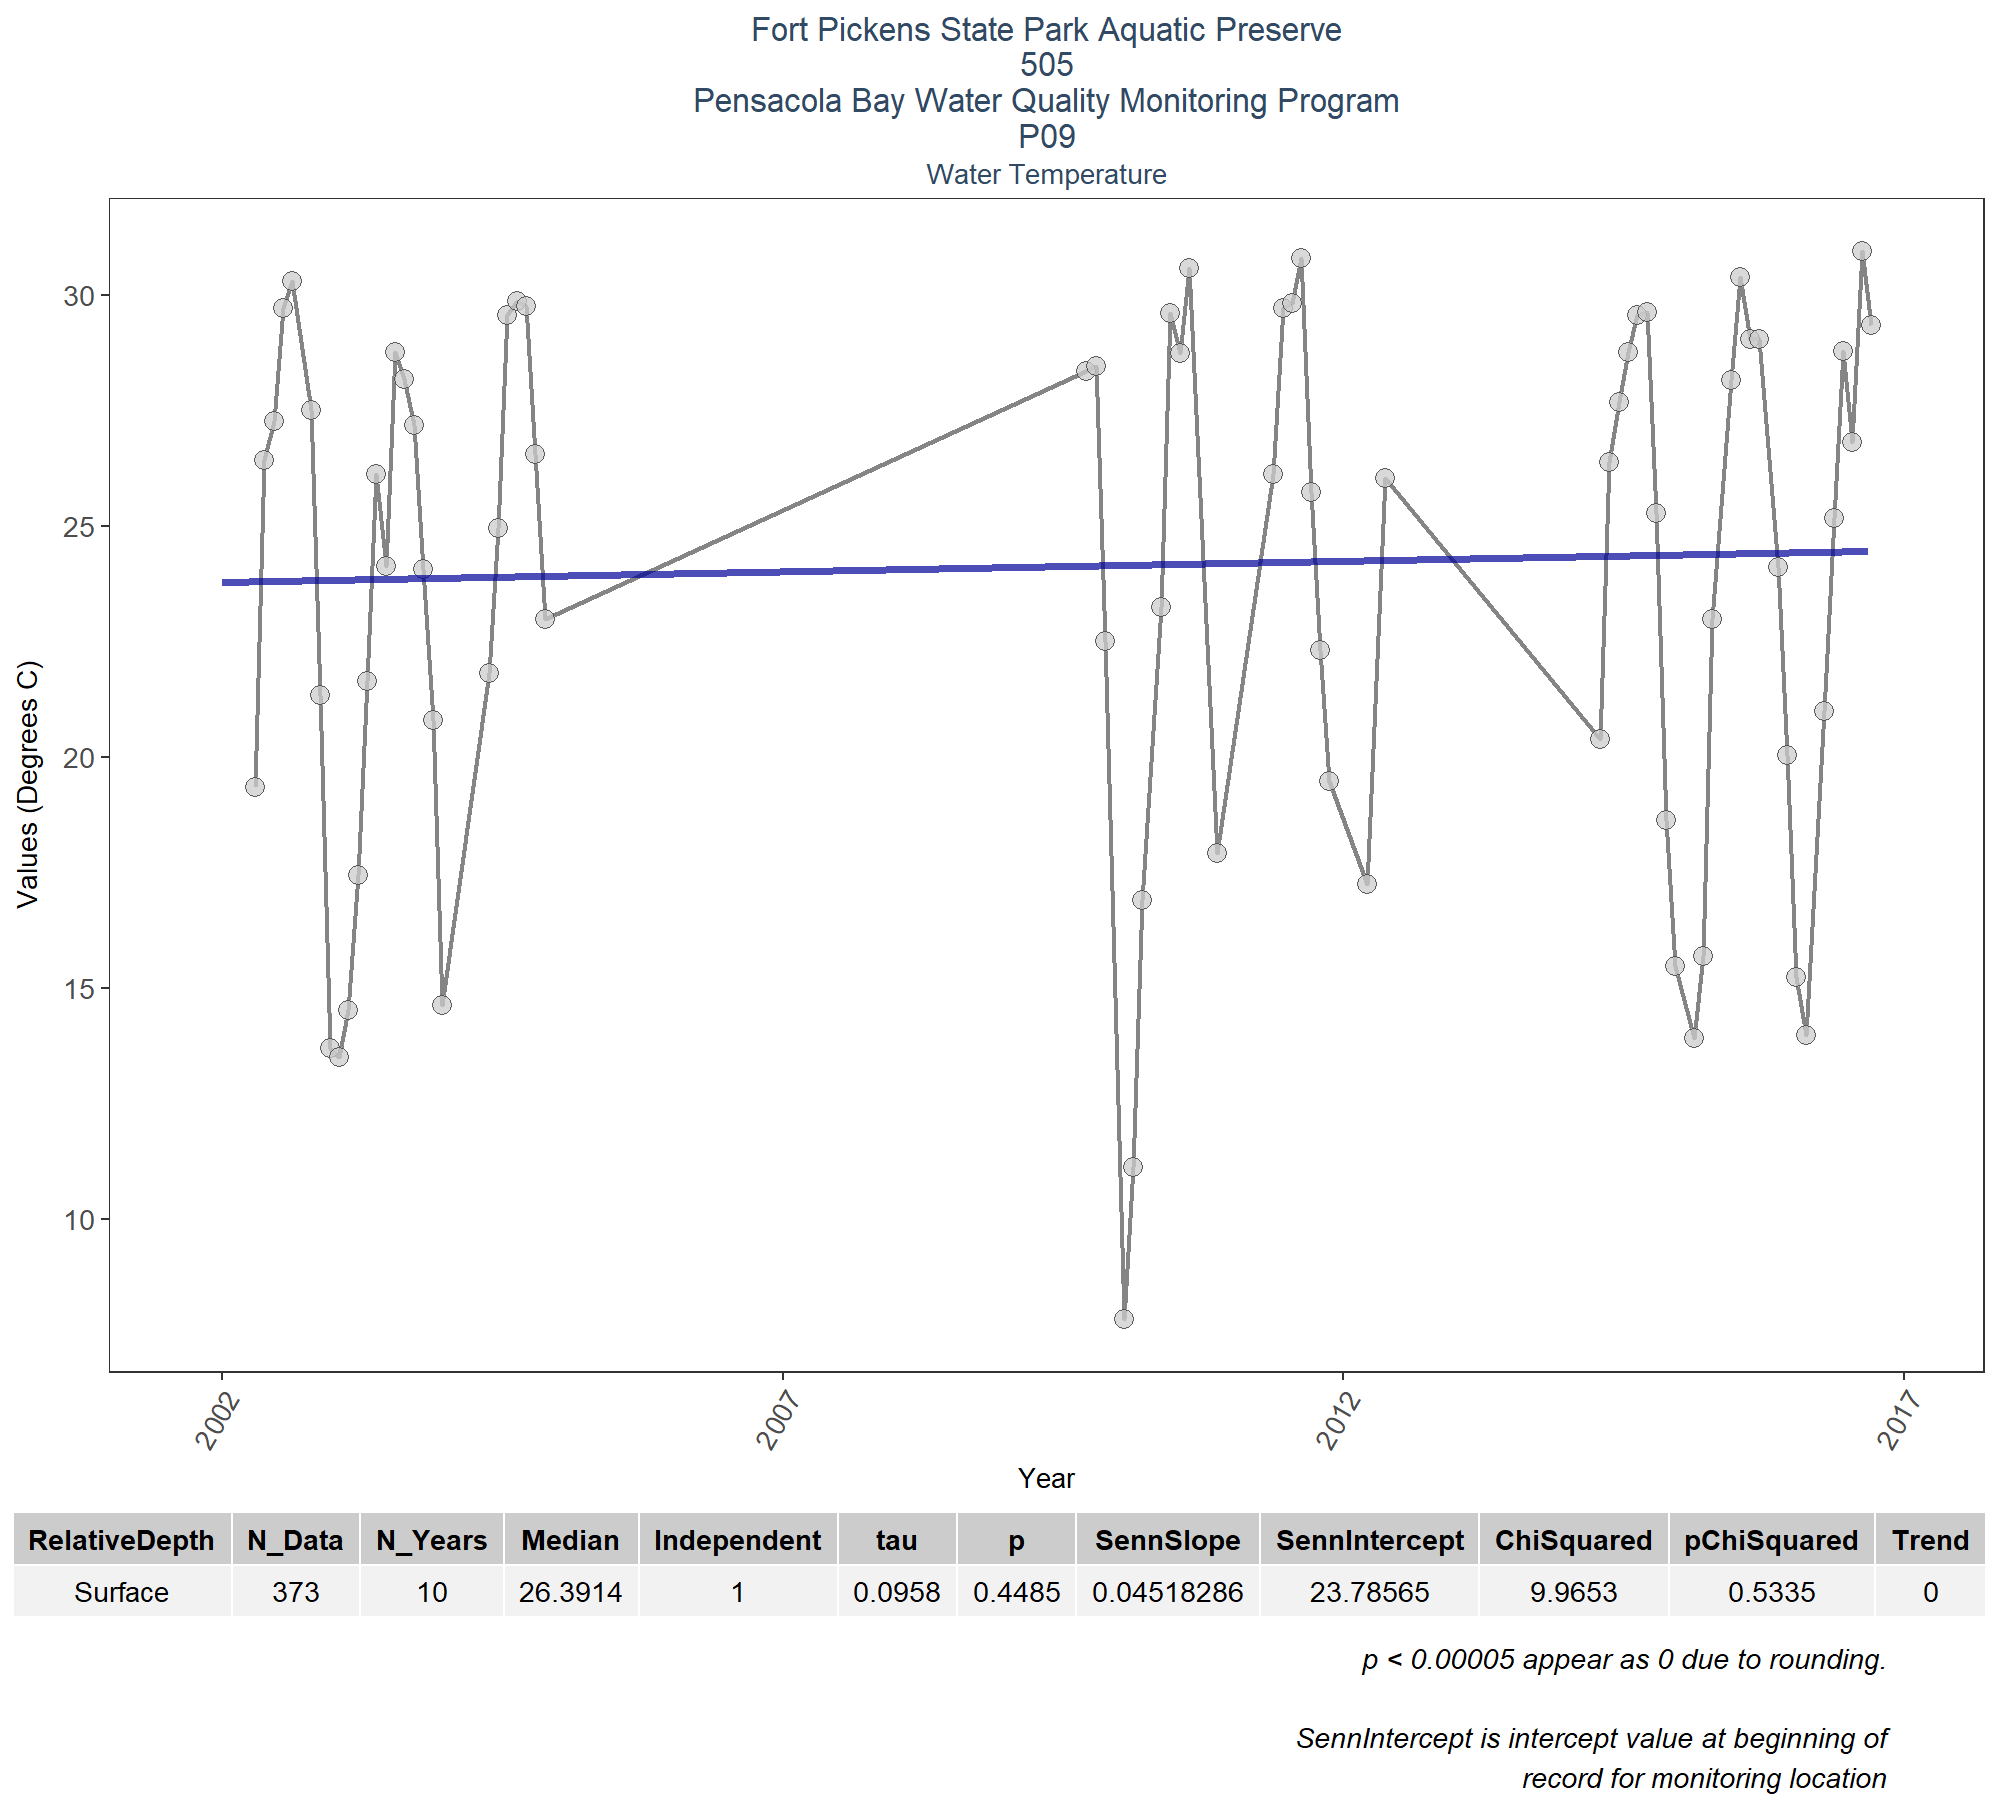 Fort Pickens State Park Aquatic Preserve
505
Pensacola Bay Water Quality Monitoring Program
P09
Water Temperature
30
25
20
15
10
Values (Degrees C)
2002
2007
2012
2017
Year
RelativeDepth N_Data N_Years Median Independent tau p SennSlope SennIntercept ChiSquared pChiSquared Trend
Surface 373 10 26.3914 1 0.0958 0.4485 0.04518286 23.78565 9.9653 0.5335 0
p < 0.00005 appear as 0 due to rounding.
SennIntercept is intercept value at beginning of
record for monitoring location